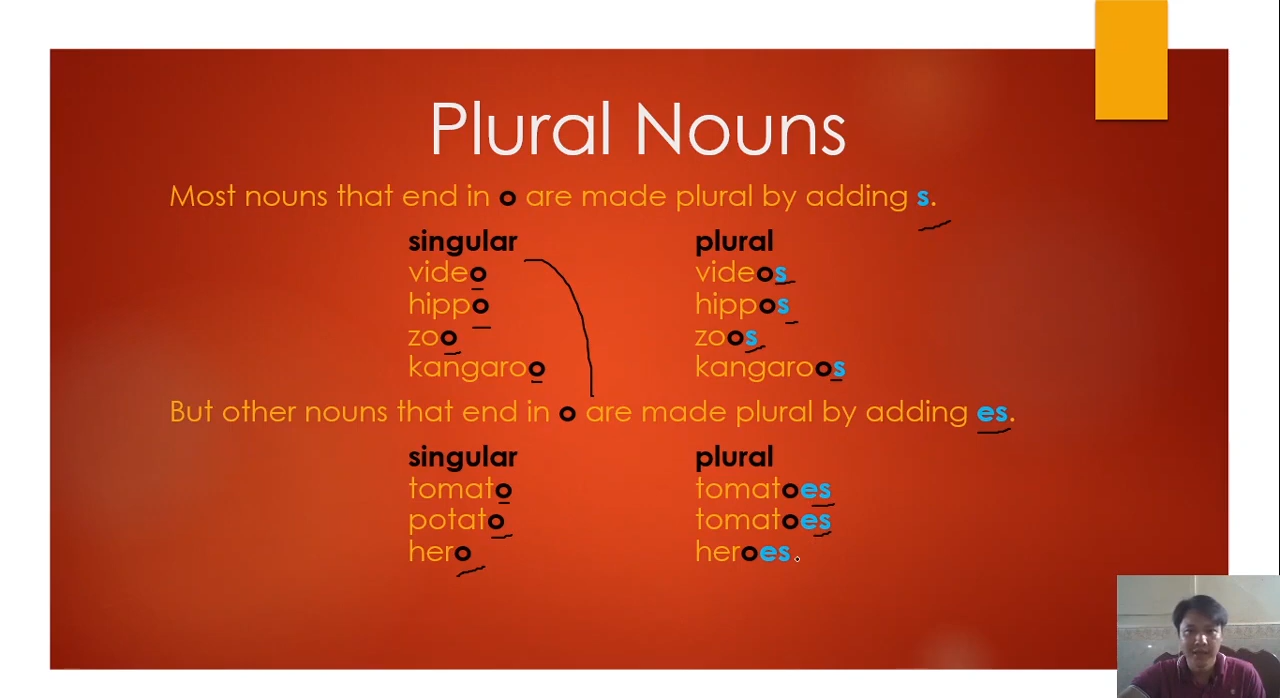 Plural Nouns
Most nouns that end in o are made plural by adding s.
singular plural
video videos
hippo hippos
zoo zoos
kangaroo kangaroos
But other nouns that end in o are made plural by adding es.
singular plural
tomato tomatoes
potato tomatoes
hero heroes